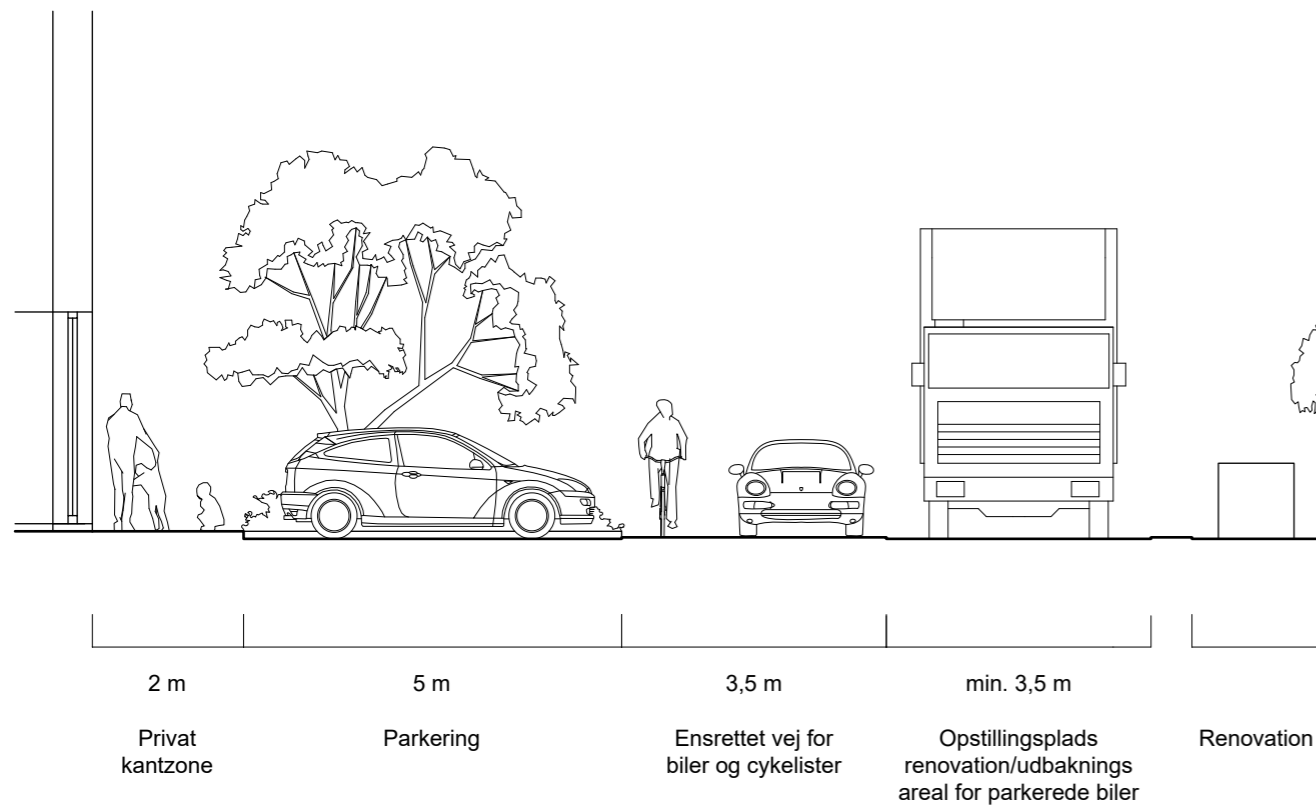 2 m
5 m
3,5 m
min. 3,5 m
Privat
kantzone
Parkering
Ensrettet vej for
biler og cykelister
Opstillingsplads
renovation/udbaknings
areal for parkerede biler
Renovation